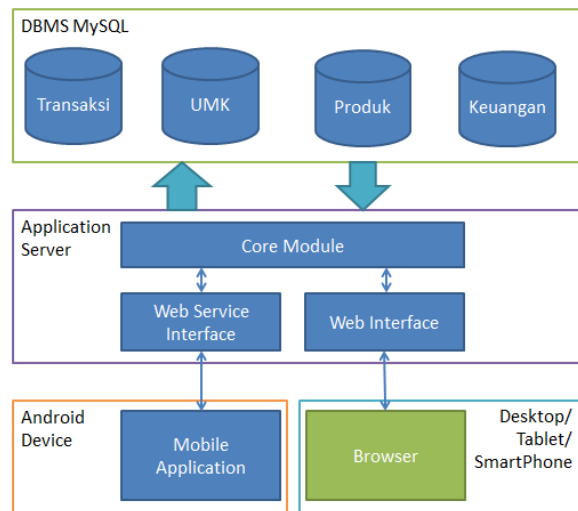 DBMS MySQL
Transaksi
UMK
Produk
Keuangan
Application
Server
Core Module
Web Service
Interface
Web Interface
Android
Device
Mobile
Application
Browser
Desktop/
Tablet/
SmartPhone